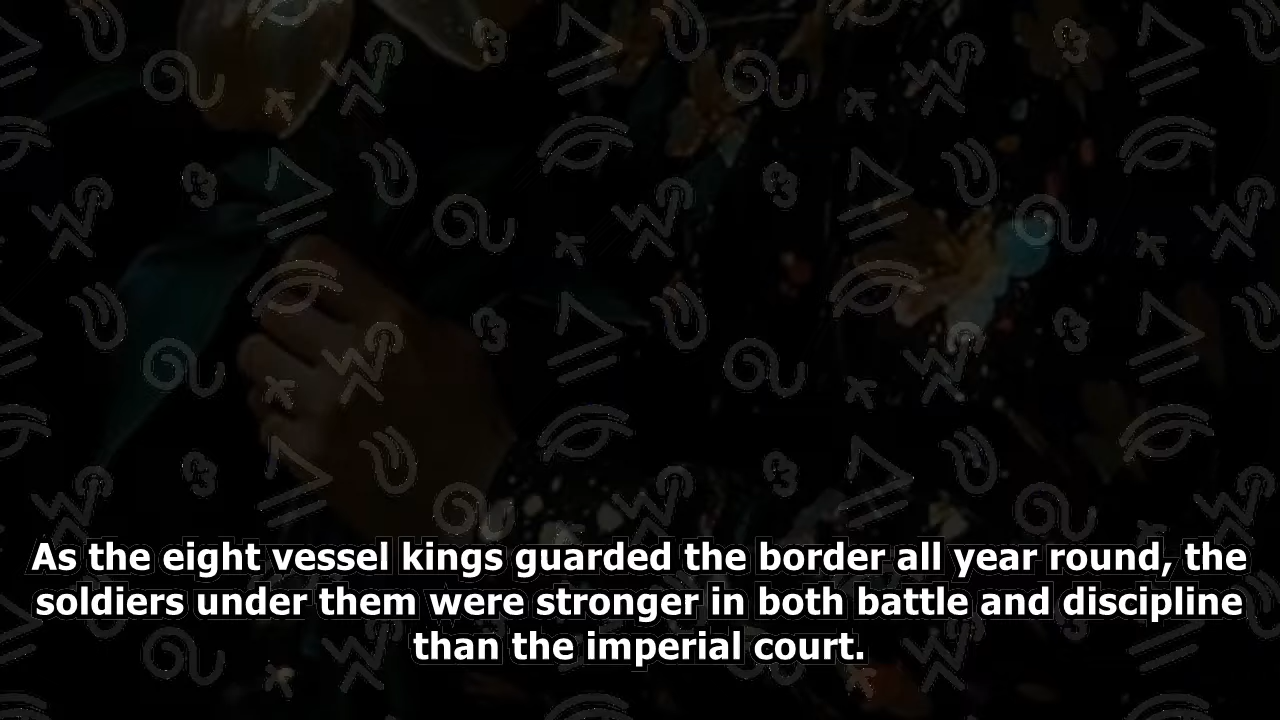 As the eight vessel kings guarded the border all year round, the
soldiers under them were stronger in both battle and discipline
than the imperial court.